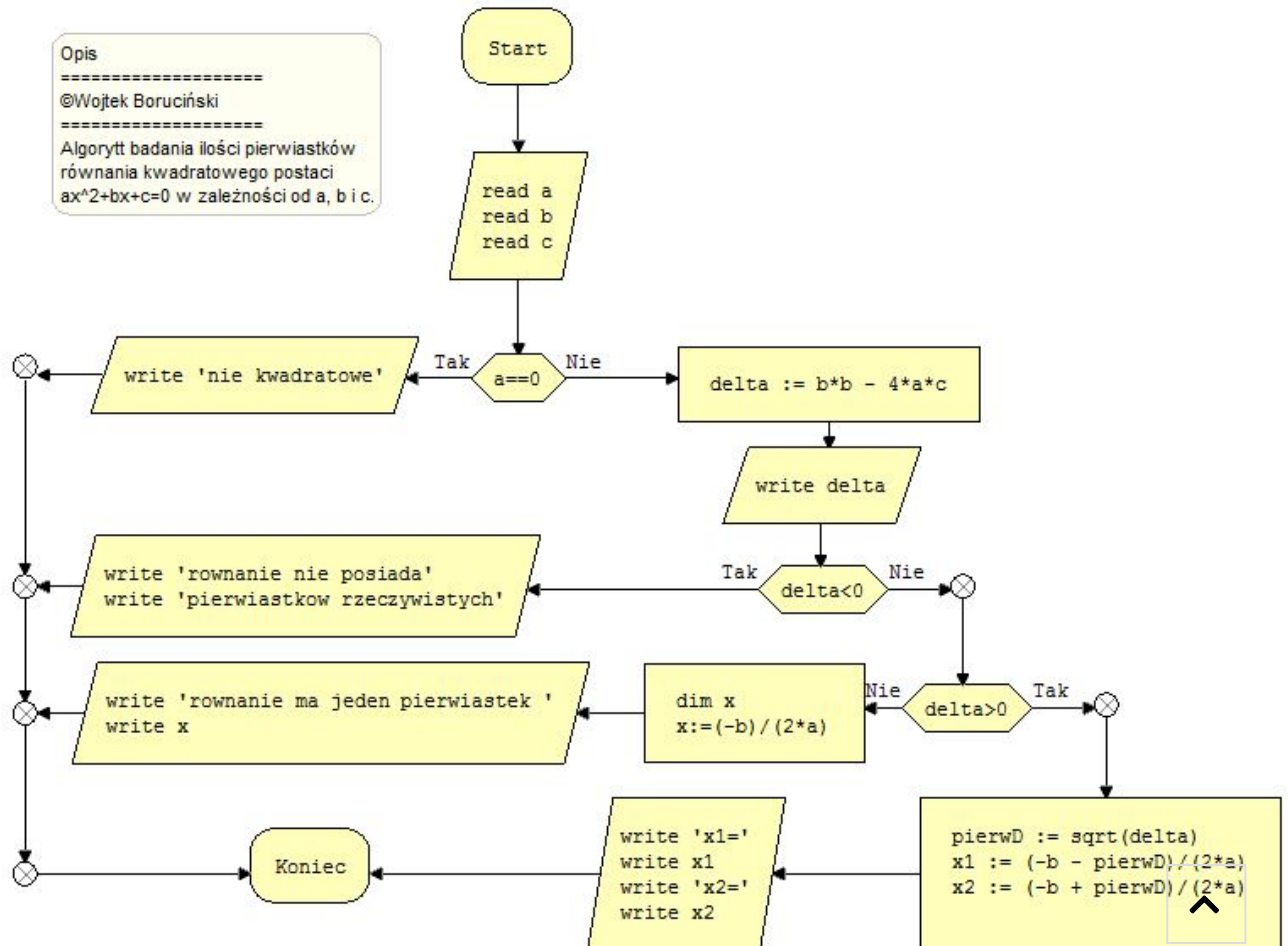 Opis
=====================
©Wojtek Boruciński
=====================
Algorytt badania ilości pierwiastków
równania kwadratowego postaci
ax^2+bx+c=0 w zależności od a, b i c.
Start
read a
read b
read c
a==0
Tak
Nie
write 'nie kwadratowe'
delta := b*b - 4*a*c
write delta
delta<0
Tak
Nie
write 'rownanie nie posiada'
write 'pierwiastkow rzeczywistych'
delta>0
Nie
Tak
dim x
x:=(-b)/(2*a)
write 'rownanie ma jeden pierwiastek '
write x
pierwD := sqrt(delta)
x1 := (-b - pierwD)/(2*a)
x2 := (-b + pierwD)/(2*a)
write 'x1='
write x1
write 'x2='
write x2
Koniec